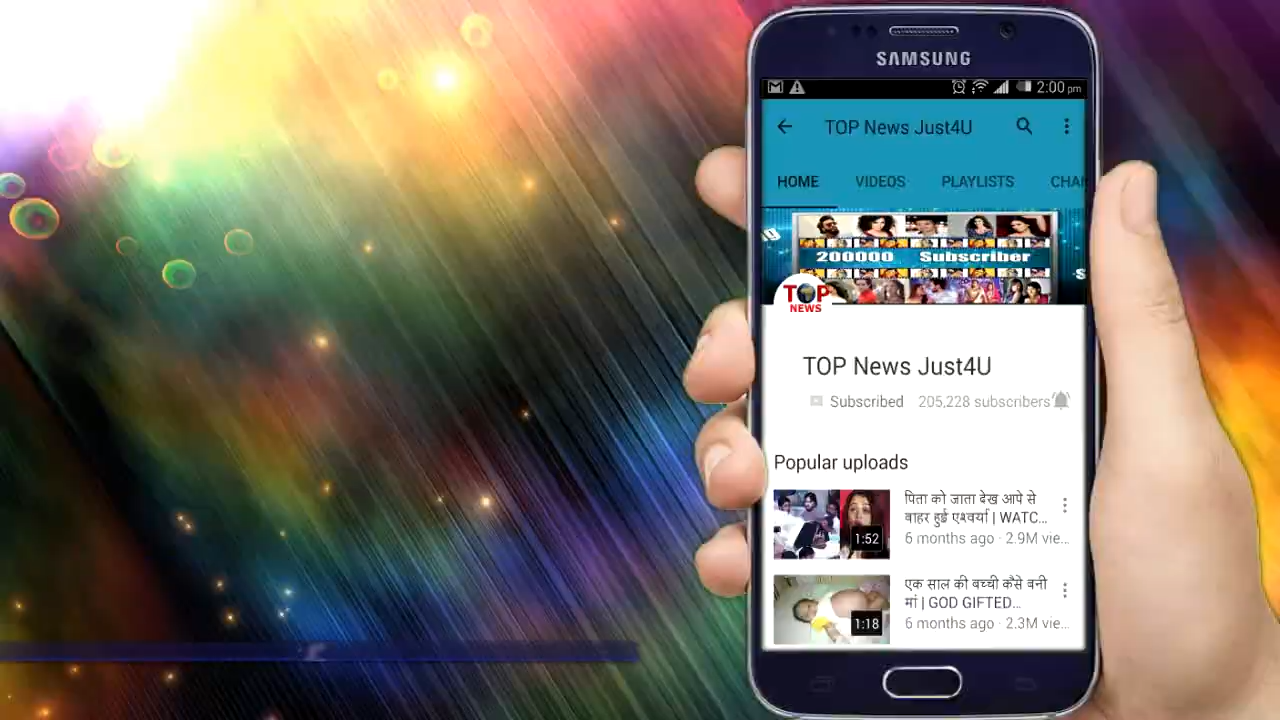 SAMSUNG
2:00 pm
TOP News Just4U
HOME VIDEOS PLAYLISTS CHA
200000 Subscriber
TOP
NEWS
TOP News Just4U
Subscribed 205,228 subscribers
Popular uploads
पिता को जाता देख आपे से
वाहर हुई एश्वर्या | WATC...
6 months ago · 2.9M vie...
1:52
एक साल की बच्ची कैसे बनी
मां | GOD GIFTED...
6 months ago · 2.3M vie...
1:18